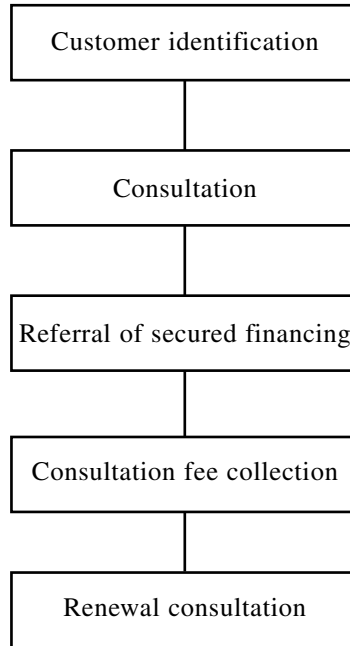 Customer identification
Consultation
Referral of secured financing
Consultation fee collection
Renewal consultation